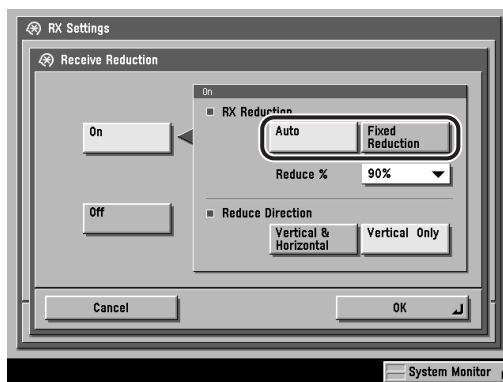 RX Settings
Receive Reduction
On
Off
On
RX Reduction
Auto
Fixed
Reduction
Reduce %
90%
Reduce Direction
Vertical &
Horizontal
Vertical Only
Cancel
OK
System Monitor